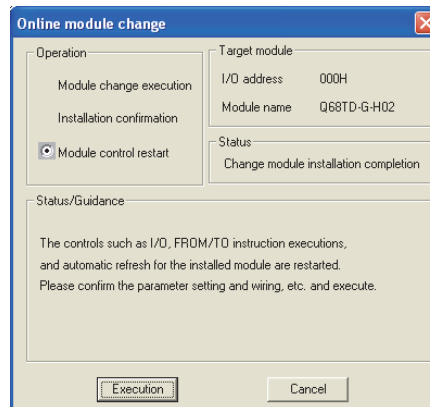 Online module change
Operation
Module change execution
Installation confirmation
Module control restart
Target module
I/O address 000H
Module name Q68TD-G-H02
Status
Change module installation completion
Status/Guidance
The controls such as I/O, FROM/TO instruction executions,
and automatic refresh for the installed module are restarted.
Please confirm the parameter setting and wiring, etc. and execute.
Execution
Cancel